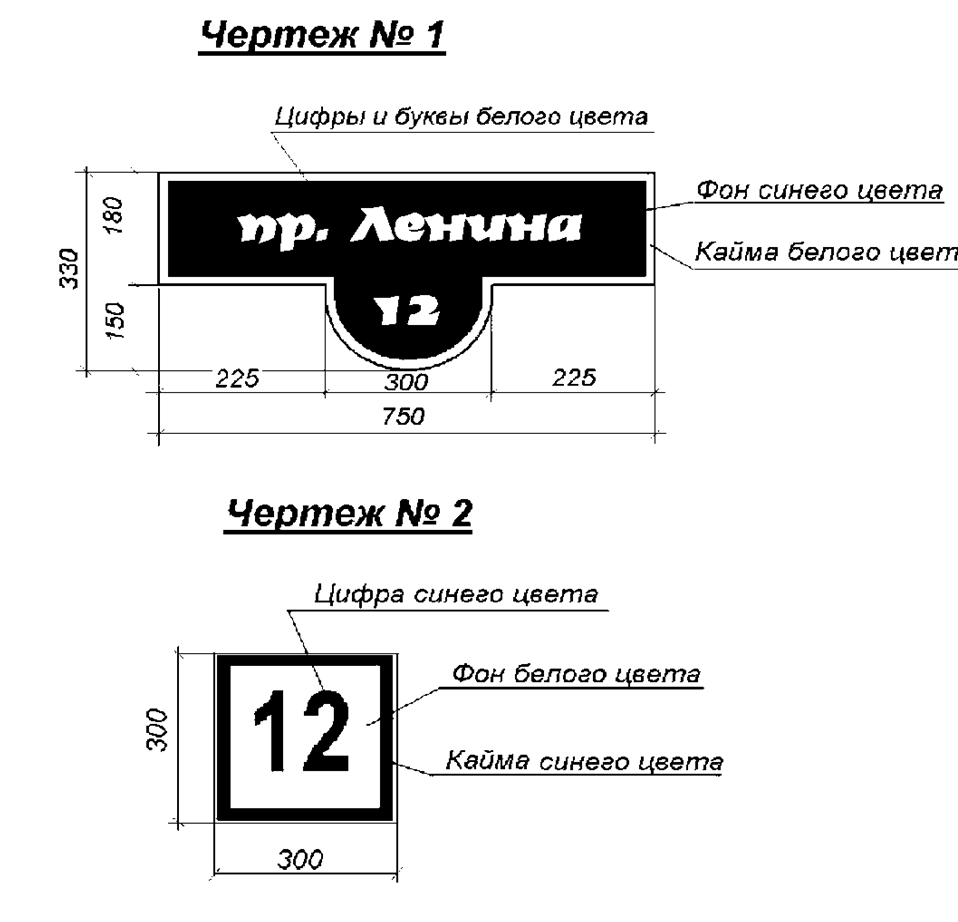 Чертеж № 1
Цифры и буквы белого цвета
Фон синего цвета
Кайма белого цвет
пр. Ленина
12
180
330
150
225
300
225
750
Чертеж № 2
Цифра синего цвета
Фон белого цвета
Кайма синего цвета
12
300
300